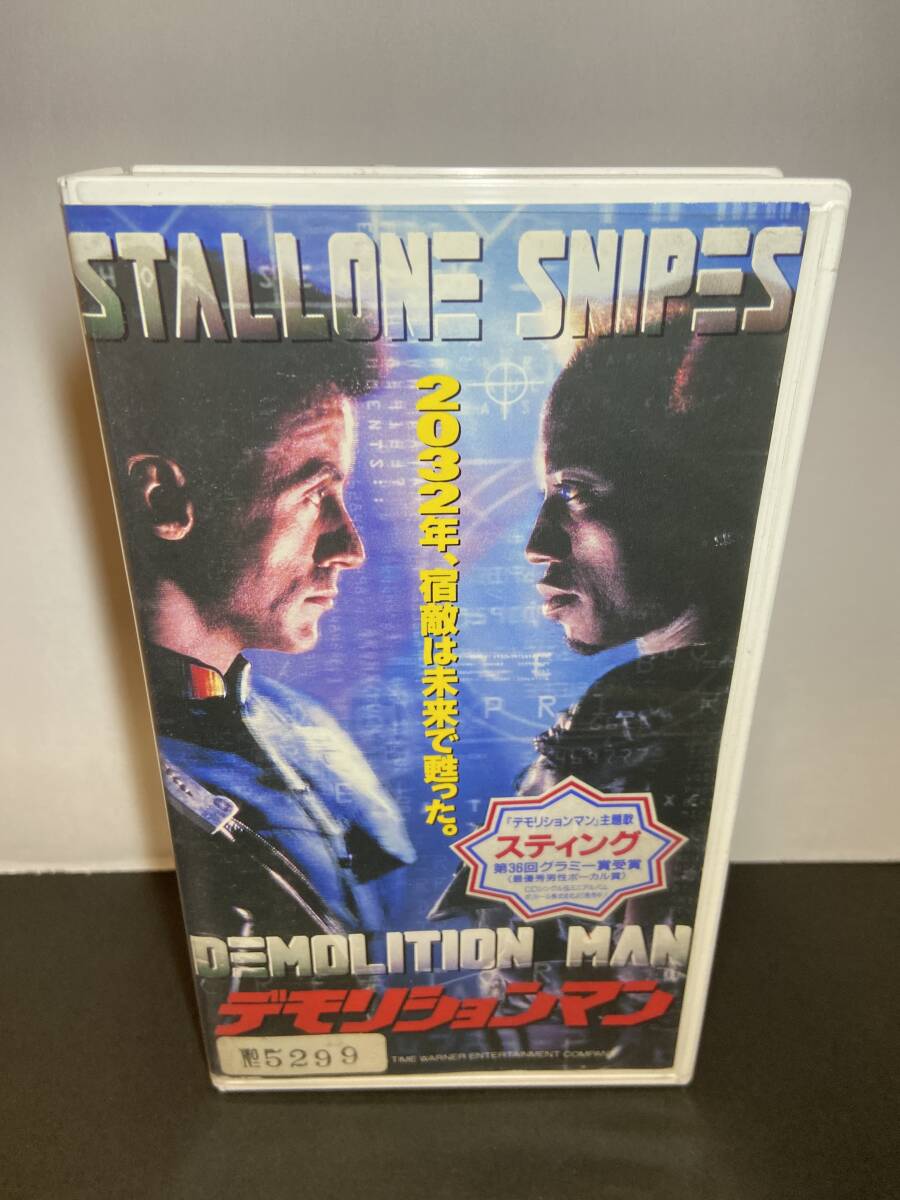 STALLONE SNIPES
2032年、宿敵は未来で甦った。
『デモリションマン』主題歌
スティング
第36回グラミー賞受賞
(最優秀男性ボーカル賞)
DEMOLITION MAN
デモリションマン
№5299
TIME WARNER ENTERTAINMENT COMPANY